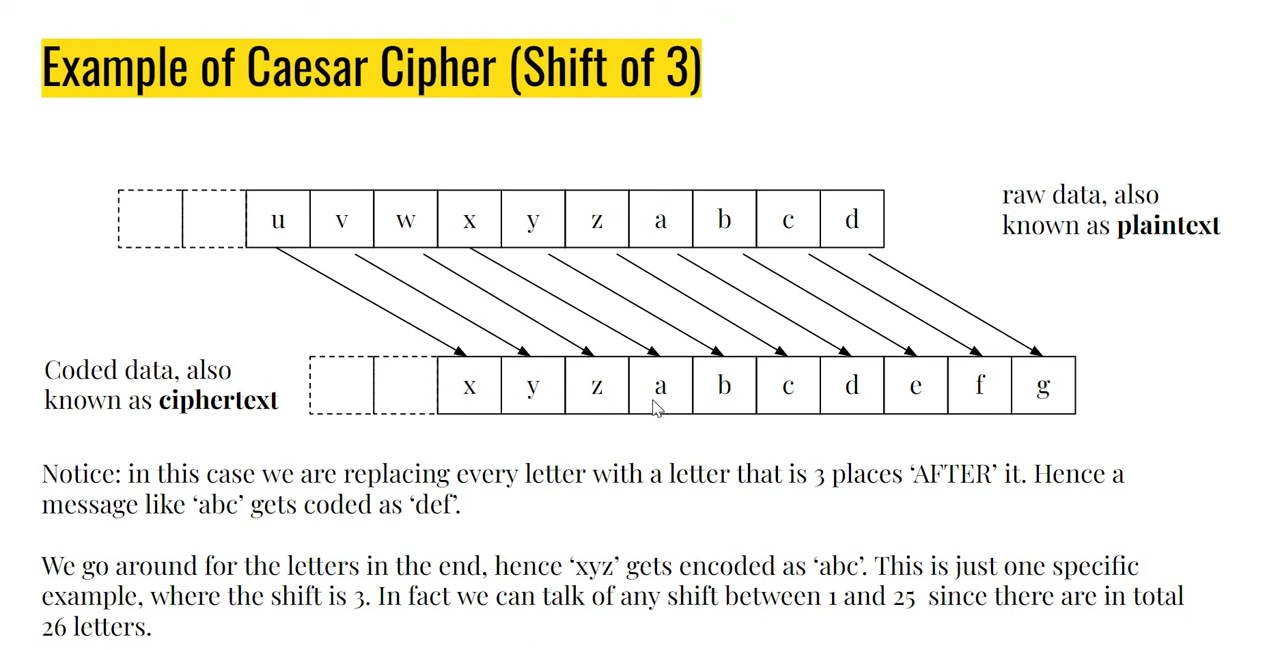 Example of Caesar Cipher (Shift of 3)
u v w x y z a b c d
raw data, also
known as plaintext
Coded data, also
known as ciphertext
x y z a b c d e f g
Notice: in this case we are replacing every letter with a letter that is 3 places ‘AFTER’ it. Hence a
message like ‘abc’ gets coded as ‘def’.
We go around for the letters in the end, hence ‘xyz’ gets encoded as ‘abc’. This is just one specific
example, where the shift is 3. In fact we can talk of any shift between 1 and 25 since there are in total
26 letters.